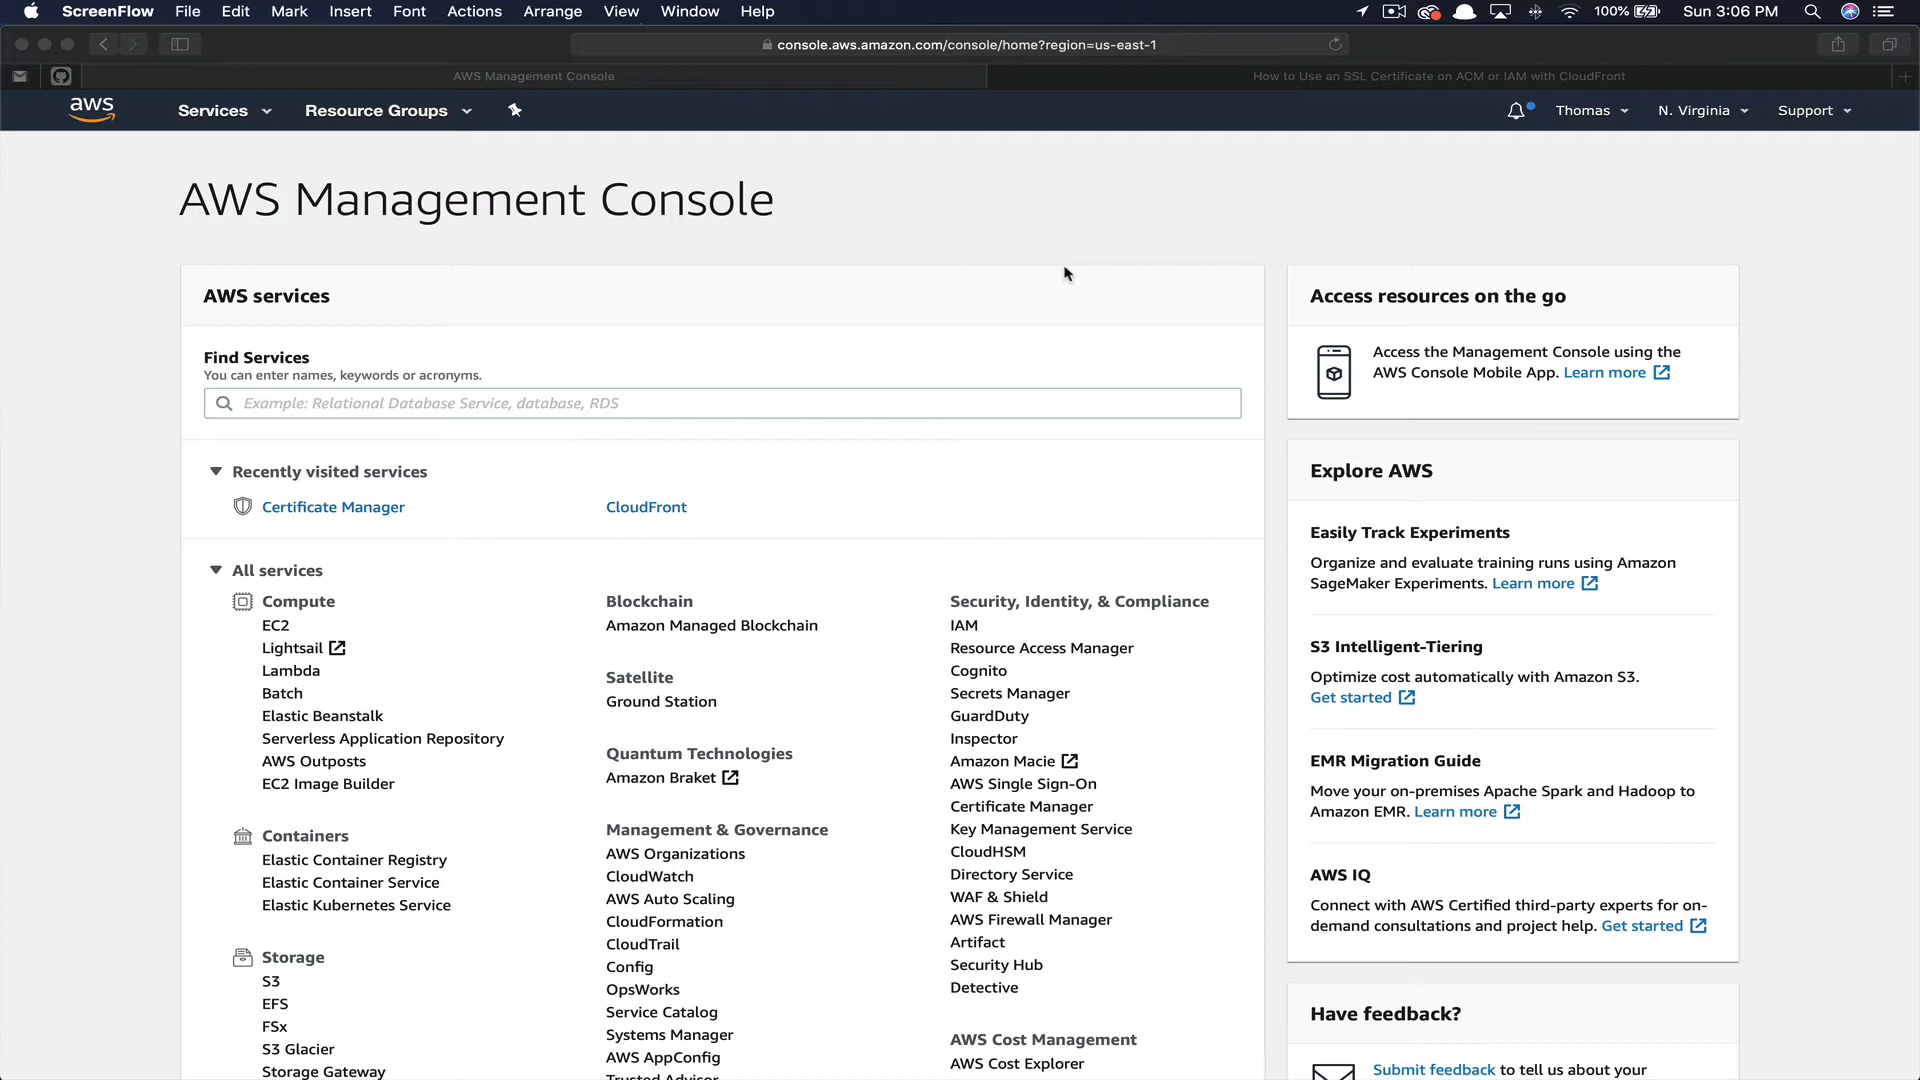 ScreenFlow File Edit Mark Insert Font Actions Arrange View Window Help 100% Sun 3:06 PM
console.aws.amazon.com/console/home?region=us-east-1
AWS Management Console How to Use an SSL Certificate on ACM or IAM with CloudFront
aws Services Resource Groups Thomas N. Virginia Support
AWS Management Console
AWS services
Find Services
You can enter names, keywords or acronyms.
Example: Relational Database Service, database, RDS
Recently visited services
Certificate Manager
CloudFront
All services
Compute
EC2
Lightsail
Lambda
Batch
Elastic Beanstalk
Serverless Application Repository
AWS Outposts
EC2 Image Builder
Containers
Elastic Container Registry
Elastic Container Service
Elastic Kubernetes Service
Storage
S3
EFS
FSx
S3 Glacier
Storage Gateway
Blockchain
Amazon Managed Blockchain
Satellite
Ground Station
Quantum Technologies
Amazon Braket
Management & Governance
AWS Organizations
CloudWatch
AWS Auto Scaling
CloudFormation
CloudTrail
Config
OpsWorks
Service Catalog
Systems Manager
AWS AppConfig
Trusted Advisor
Security, Identity, & Compliance
IAM
Resource Access Manager
Cognito
Secrets Manager
GuardDuty
Inspector
Amazon Macie
AWS Single Sign-On
Certificate Manager
Key Management Service
CloudHSM
Directory Service
WAF & Shield
AWS Firewall Manager
Artifact
Security Hub
Detective
AWS Cost Management
AWS Cost Explorer
Access resources on the go
Access the Management Console using the
AWS Console Mobile App. Learn more
Explore AWS
Easily Track Experiments
Organize and evaluate training runs using Amazon
SageMaker Experiments. Learn more
S3 Intelligent-Tiering
Optimize cost automatically with Amazon S3.
Get started
EMR Migration Guide
Move your on-premises Apache Spark and Hadoop to
Amazon EMR. Learn more
AWS IQ
Connect with AWS Certified third-party experts for on-
demand consultations and project help. Get started
Have feedback?
Submit feedback to tell us about your